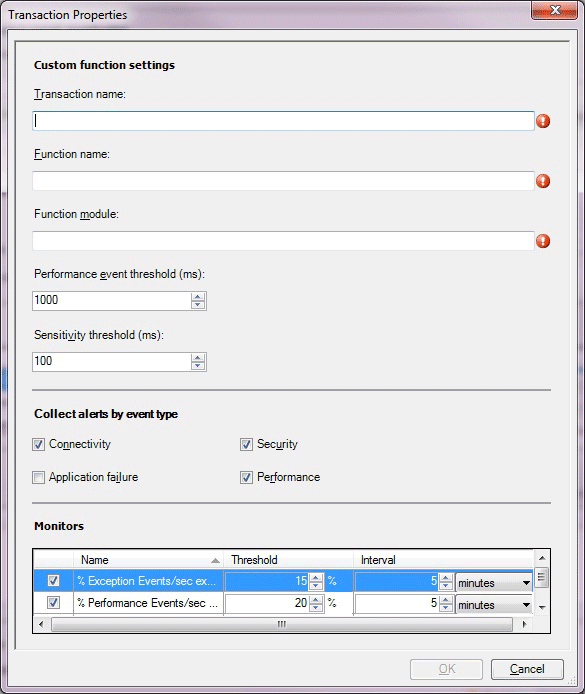 Transaction Properties
Custom function settings
Transaction name:
Function name:
Function module:
Performance event threshold (ms):
1000
Sensitivity threshold (ms):
100
Collect alerts by event type
Connectivity Security
Application failure Performance
Monitors
Name Threshold Interval
% Exception Events/sec ex... 15 % 5 minutes
% Performance Events/sec ... 20 % 5 minutes
OK Cancel